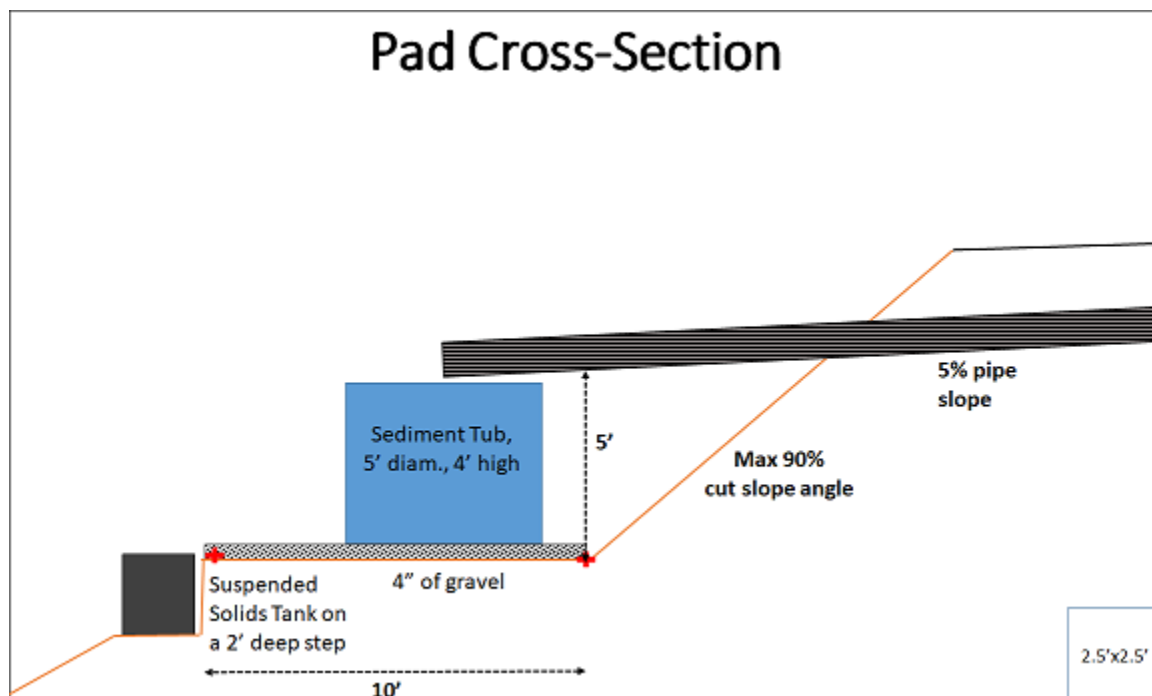 Pad Cross-Section
5% pipe
slope
Sediment Tub,
5’ diam., 4’ high
5’
Max 90%
cut slope angle
Suspended
Solids Tank on
a 2’ deep step
4” of gravel
10’
2.5’x2.5’